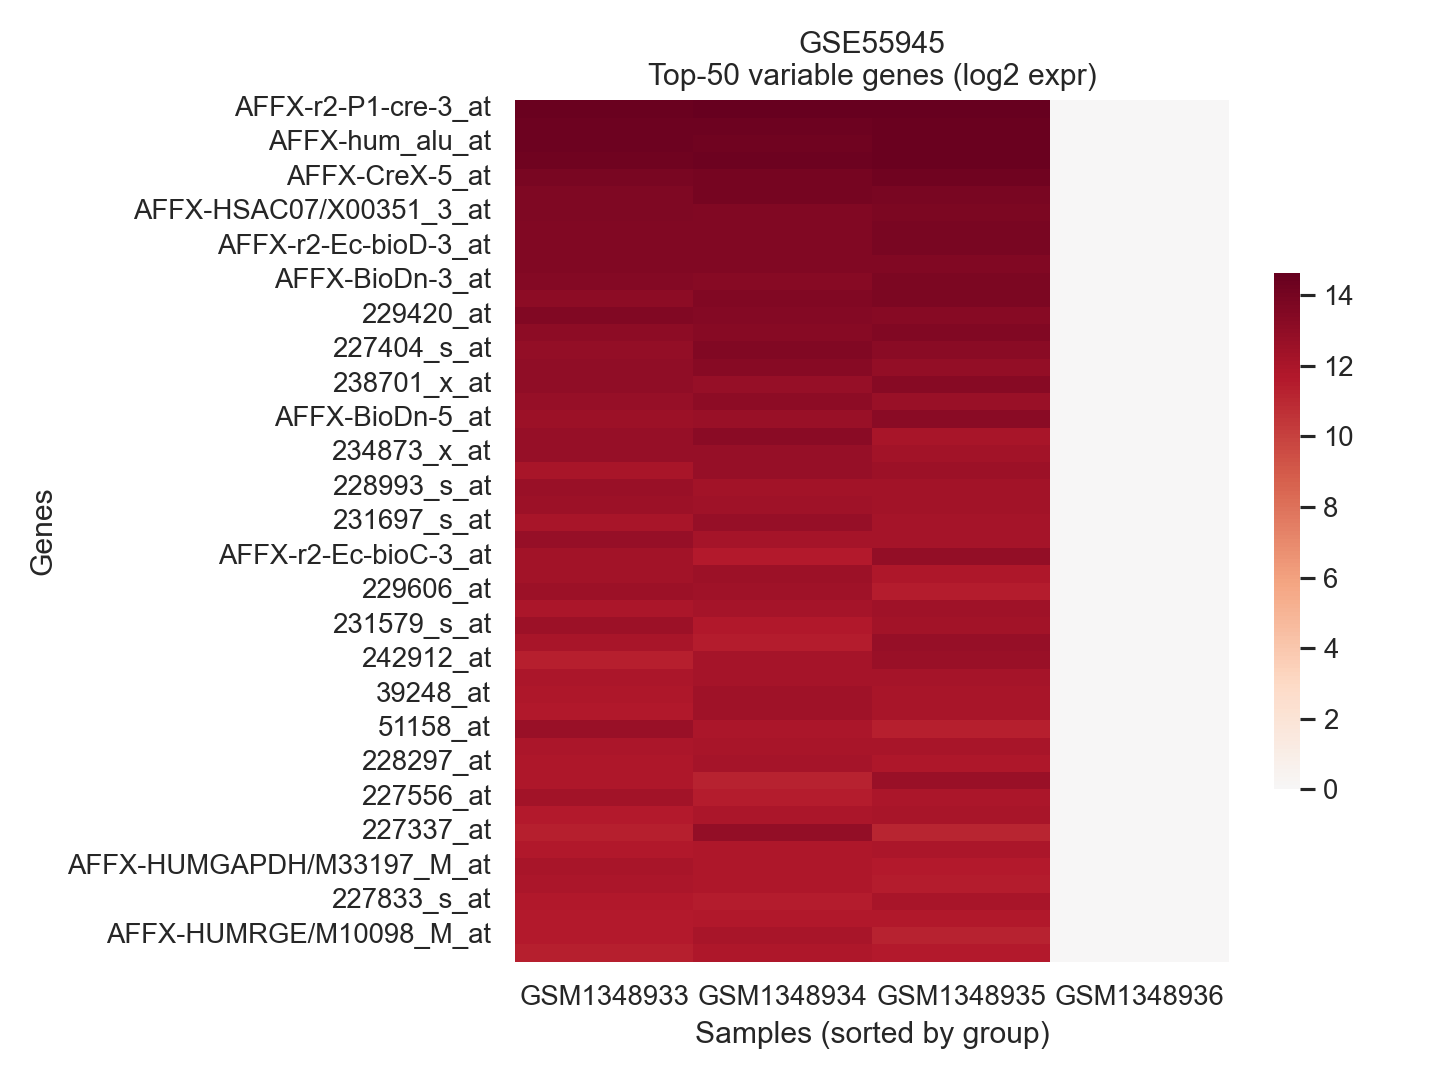 GSE55945
Top-50 variable genes (log2 expr)
AFFX-r2-P1-cre-3_at
AFFX-hum_alu_at
AFFX-CreX-5_at
AFFX-HSAC07/X00351_3_at
AFFX-r2-Ec-bioD-3_at
AFFX-BioDn-3_at
229420_at
227404_s_at
238701_x_at
AFFX-BioDn-5_at
234873_x_at
228993_s_at
231697_s_at
AFFX-r2-Ec-bioC-3_at
229606_at
231579_s_at
242912_at
39248_at
51158_at
228297_at
227556_at
227337_at
AFFX-HUMGAPDH/M33197_M_at
227833_s_at
AFFX-HUMRGE/M10098_M_at
Genes
GSM1348933 GSM1348934 GSM1348935 GSM1348936
Samples (sorted by group)
14
12
10
8
6
4
2
0